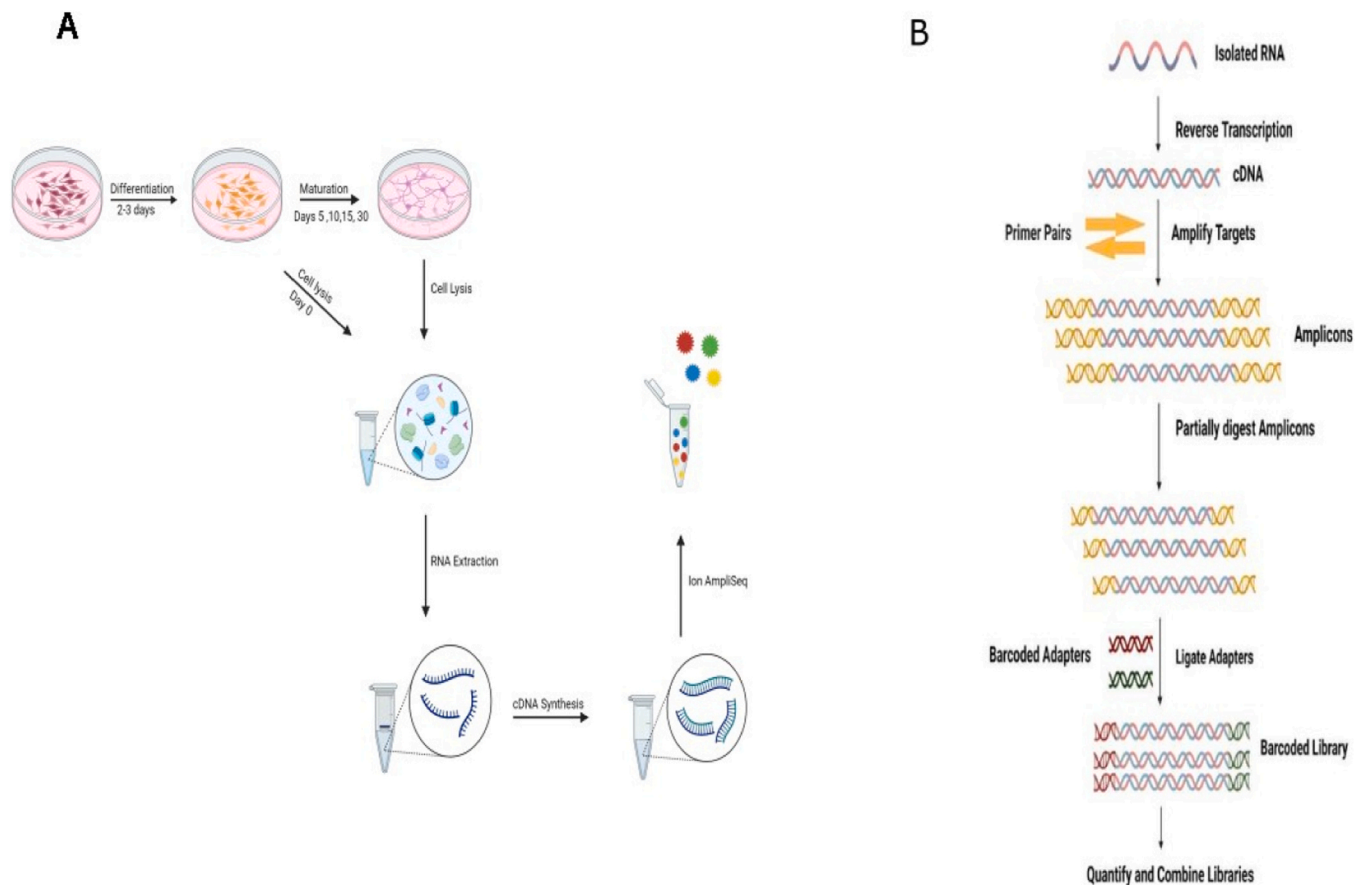 A
Differentiation
2-3 days
Maturation
Days 5 ,10,15, 30
Cell lysis
Day 0
Cell Lysis
RNA Extraction
cDNA Synthesis
Ion AmpliSeq
B
Isolated RNA
Reverse Transcription
cDNA
Primer Pairs
Amplify Targets
Amplicons
Partially digest Amplicons
Barcoded Adapters
Ligate Adapters
Barcoded Library
Quantify and Combine Libraries